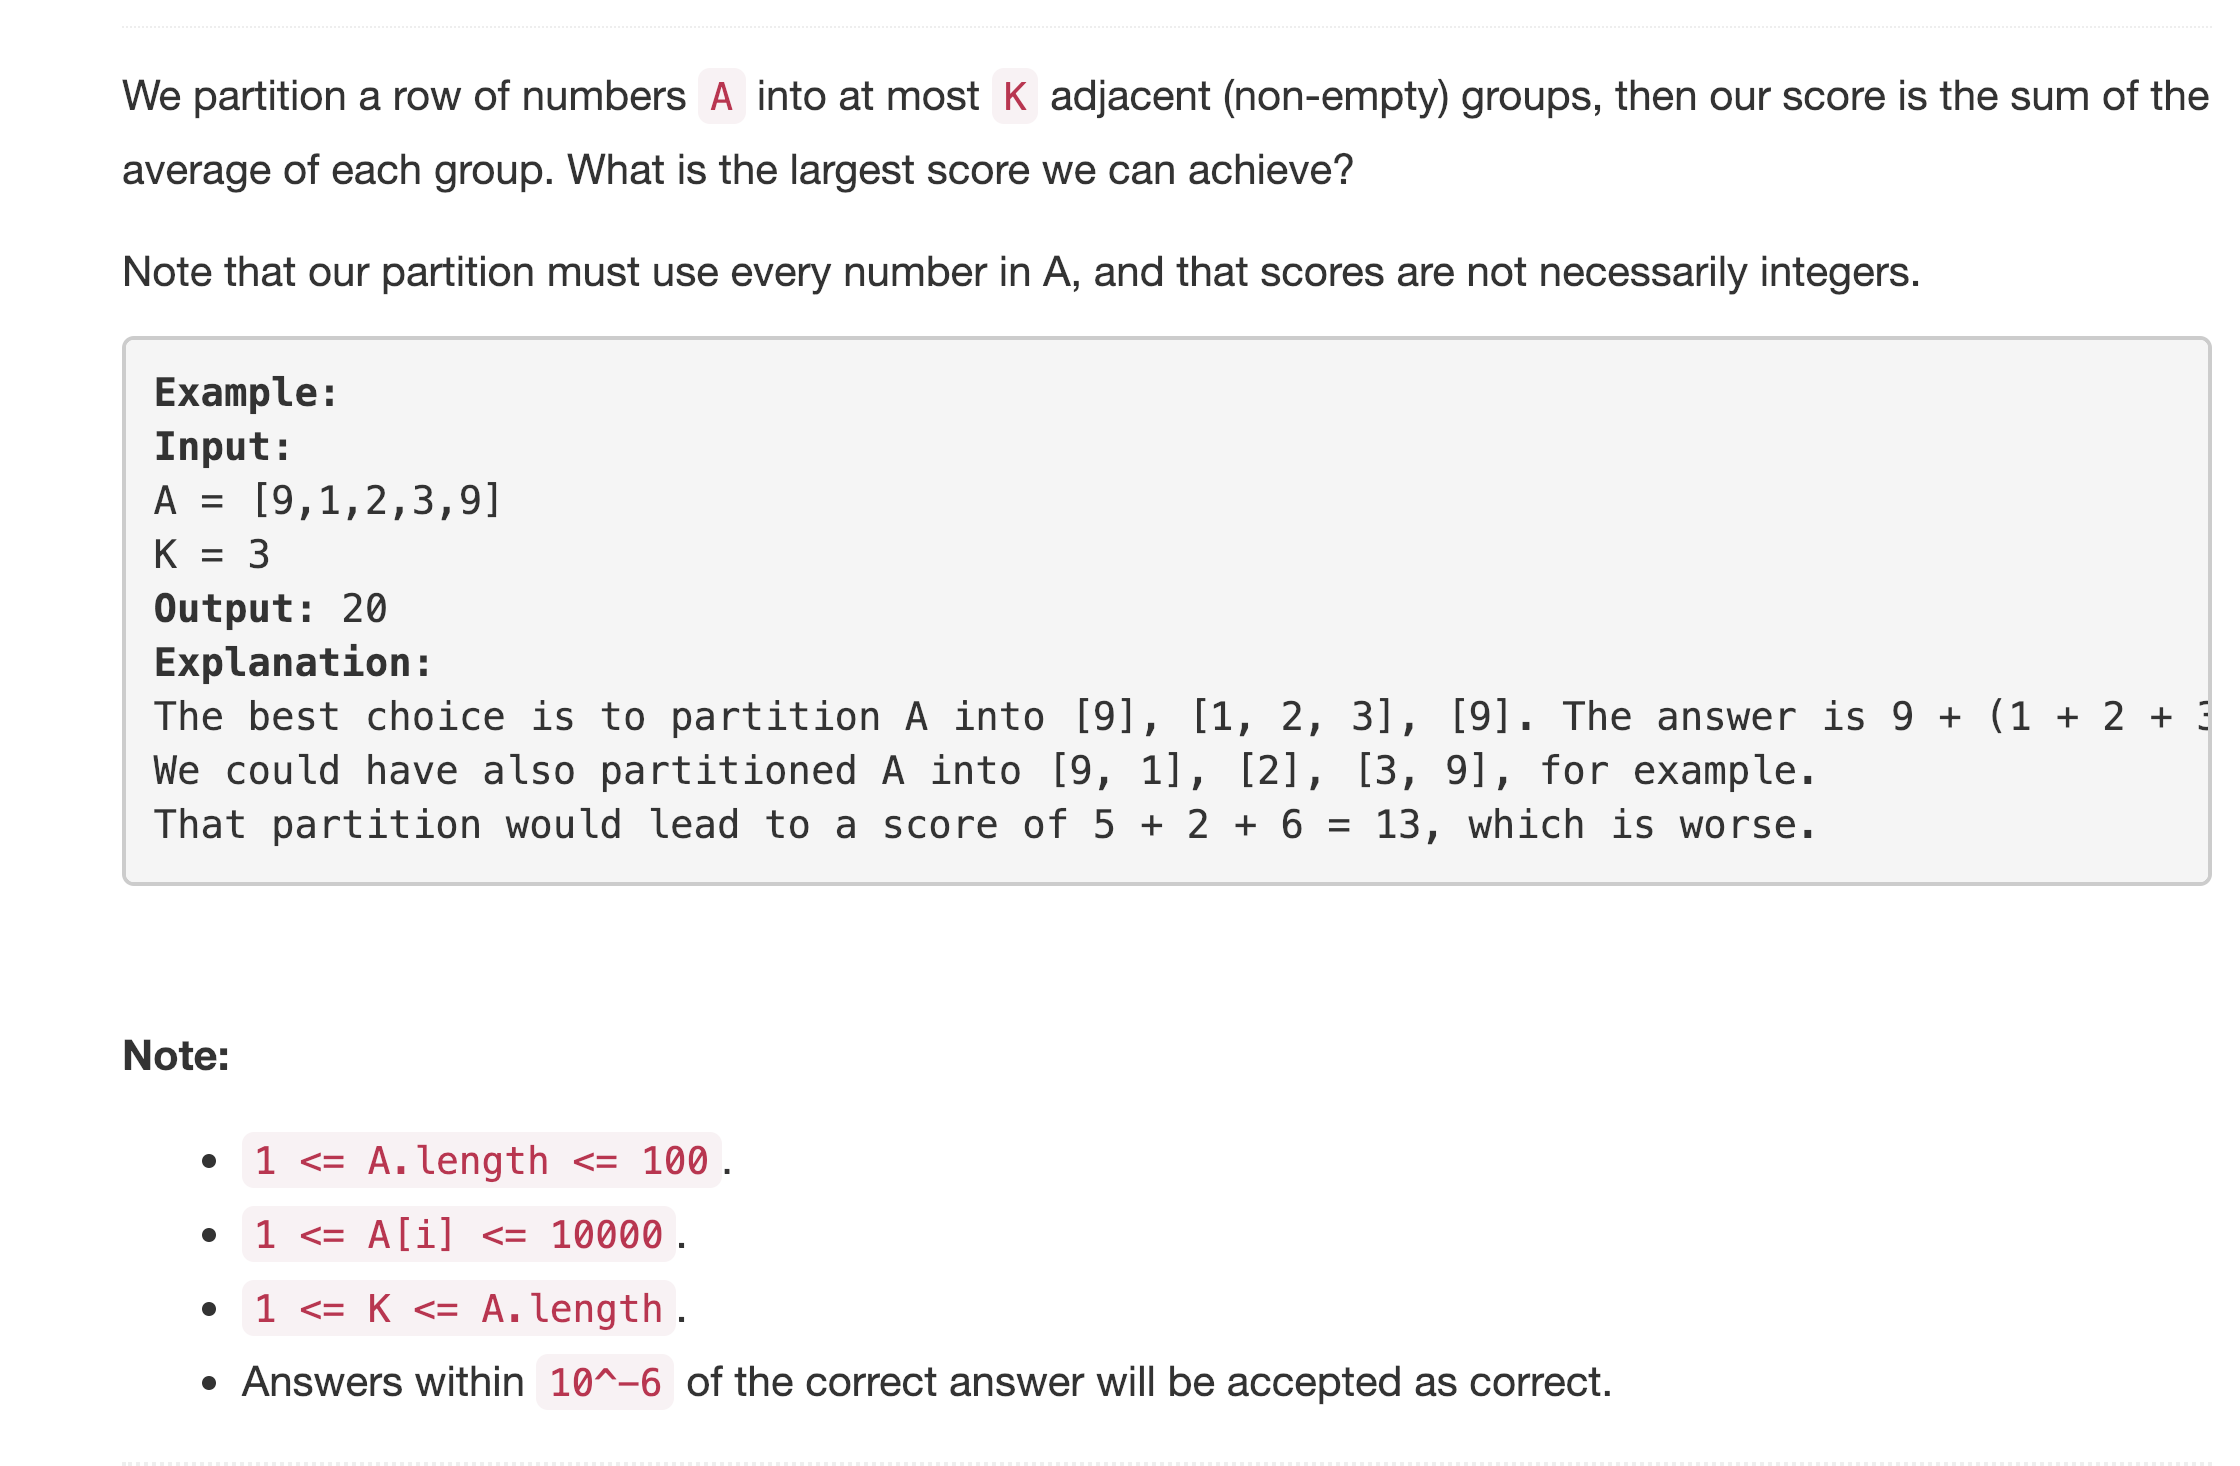 We partition a row of numbers A into at most K adjacent (non-empty) groups, then our score is the sum of the
average of each group. What is the largest score we can achieve?
Note that our partition must use every number in A, and that scores are not necessarily integers.
Example:
Input:
A = [9,1,2,3,9]
K = 3
Output: 20
Explanation:
The best choice is to partition A into [9], [1, 2, 3], [9]. The answer is 9 + (1 + 2 + 3
We could have also partitioned A into [9, 1], [2], [3, 9], for example.
That partition would lead to a score of 5 + 2 + 6 = 13, which is worse.
Note:
• 1 <= A.length <= 100.
• 1 <= A[i] <= 10000.
• 1 <= K <= A.length.
• Answers within 10^-6 of the correct answer will be accepted as correct.